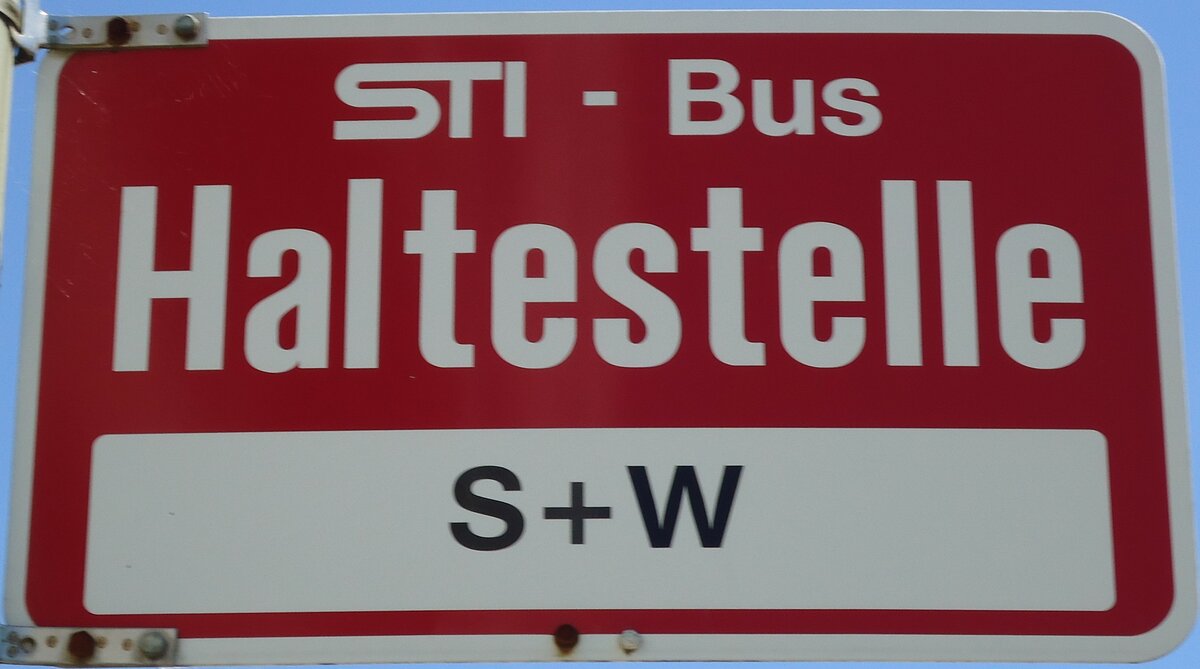 STI - Bus
Haltestelle
S+W